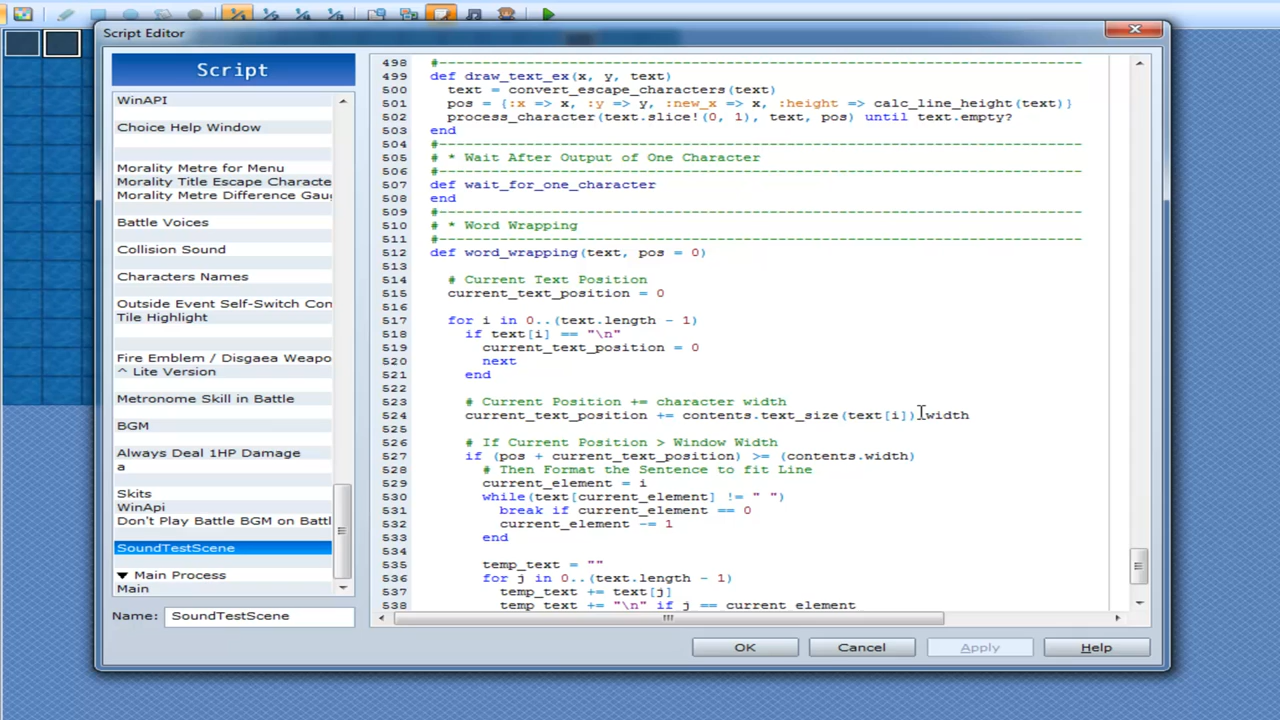 Script Editor
Script
WinAPI
Choice Help Window
Morality Metre for Menu
Morality Title Escape Characte
Morality Metre Difference Gau
Battle Voices
Collision Sound
Characters Names
Outside Event Self-Switch Con
Tile Highlight
Fire Emblem / Disgaea Weapo
^ Lite Version
Metronome Skill in Battle
BGM
Always Deal 1HP Damage
a
Skits
WinApi
Don't Play Battle BGM on Battl
SoundTestScene
▼ Main Process
Main
Name: SoundTestScene
498 #--------------------------------------------------------------------------
499 def draw_text_ex(x, y, text)
500 text = convert_escape_characters(text)
501 pos = {:x => x, :y => y, :new_x => x, :height => calc_line_height(text)}
502 process_character(text.slice!(0, 1), text, pos) until text.empty?
503 end
504 #--------------------------------------------------------------------------
505 # * Wait After Output of One Character
506 #--------------------------------------------------------------------------
507 def wait_for_one_character
508 end
509 #--------------------------------------------------------------------------
510 # * Word Wrapping
511 #--------------------------------------------------------------------------
512 def word_wrapping(text, pos = 0)
513
514 # Current Text Position
515 current_text_position = 0
516
517 for i in 0..(text.length - 1)
518 if text[i] == "\n"
519 current_text_position = 0
520 next
521 end
522
523 # Current Position += character width
524 current_text_position += contents.text_size(text[i]).width
525
526 # If Current Position > Window Width
527 if (pos + current_text_position) >= (contents.width)
528 # Then Format the Sentence to fit Line
529 current_element = i
530 while(text[current_element] != " ")
531 break if current_element == 0
532 current_element -= 1
533 end
534
535 temp_text = ""
536 for j in 0..(text.length - 1)
537 temp_text += text[j]
538 temp_text += "\n" if j == current_element
OK
Cancel
Apply
Help